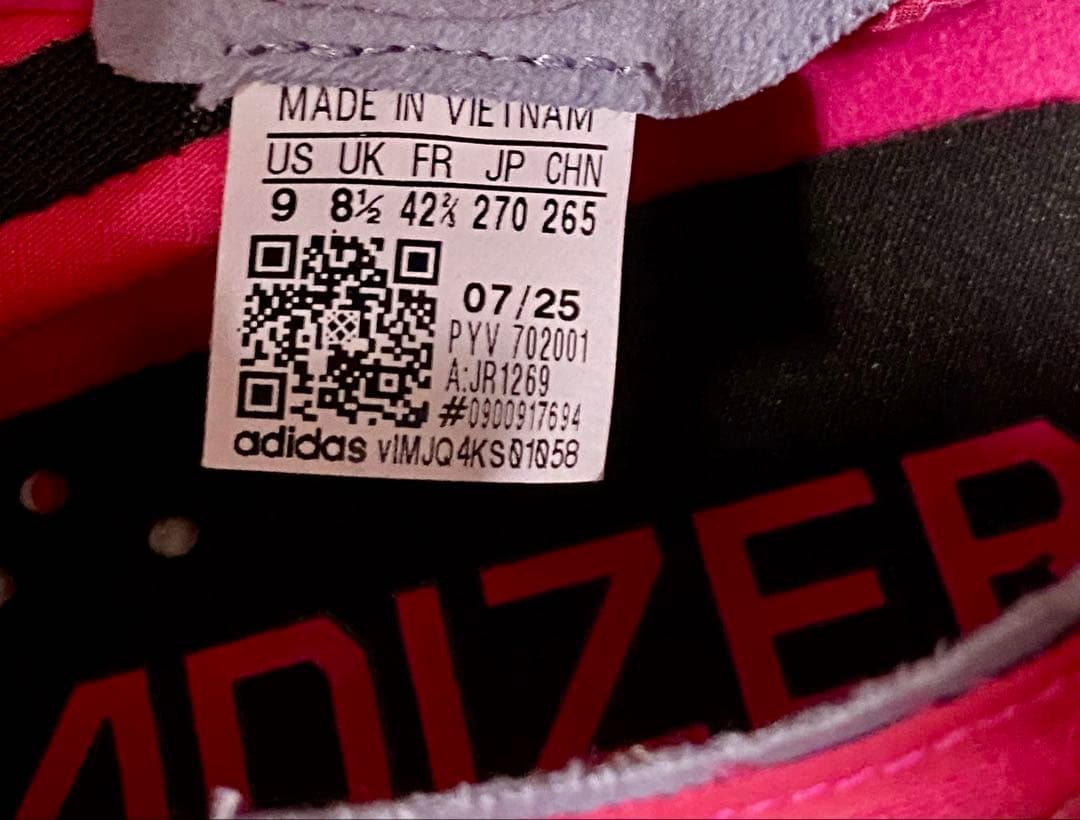 MADE IN VIETNAM
US UK FR JP CHN
9 8½ 42⅔ 270 265
07/25
PYV 702001
A:JR1269
#0900917694
adidas v1MJQ4KS01058
ADIZER